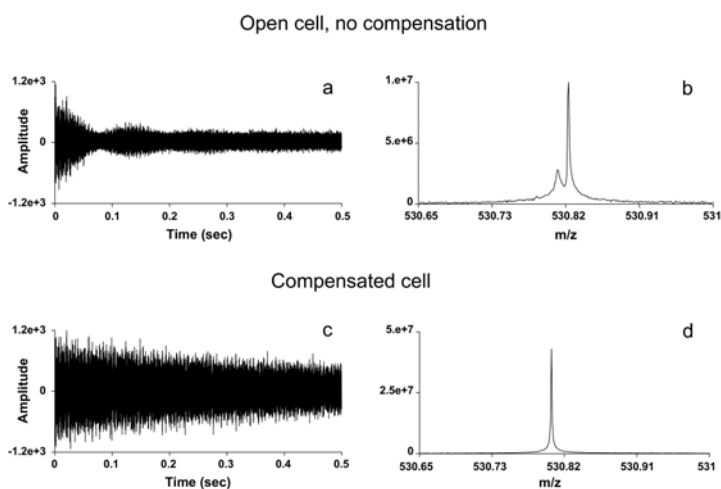 Open cell, no compensation
a
1.2e+3
0
-1.2e+3
Amplitude
0 0.1 0.2 0.3 0.4 0.5
Time (sec)
b
1.e+7
5.e+6
0
530.65 530.73 530.82 530.91 531
m/z
Compensated cell
c
1.2e+3
0
-1.2e+3
Amplitude
0 0.1 0.2 0.3 0.4 0.5
Time (sec)
d
5.e+7
2.5e+7
0
530.65 530.73 530.82 530.91 531
m/z